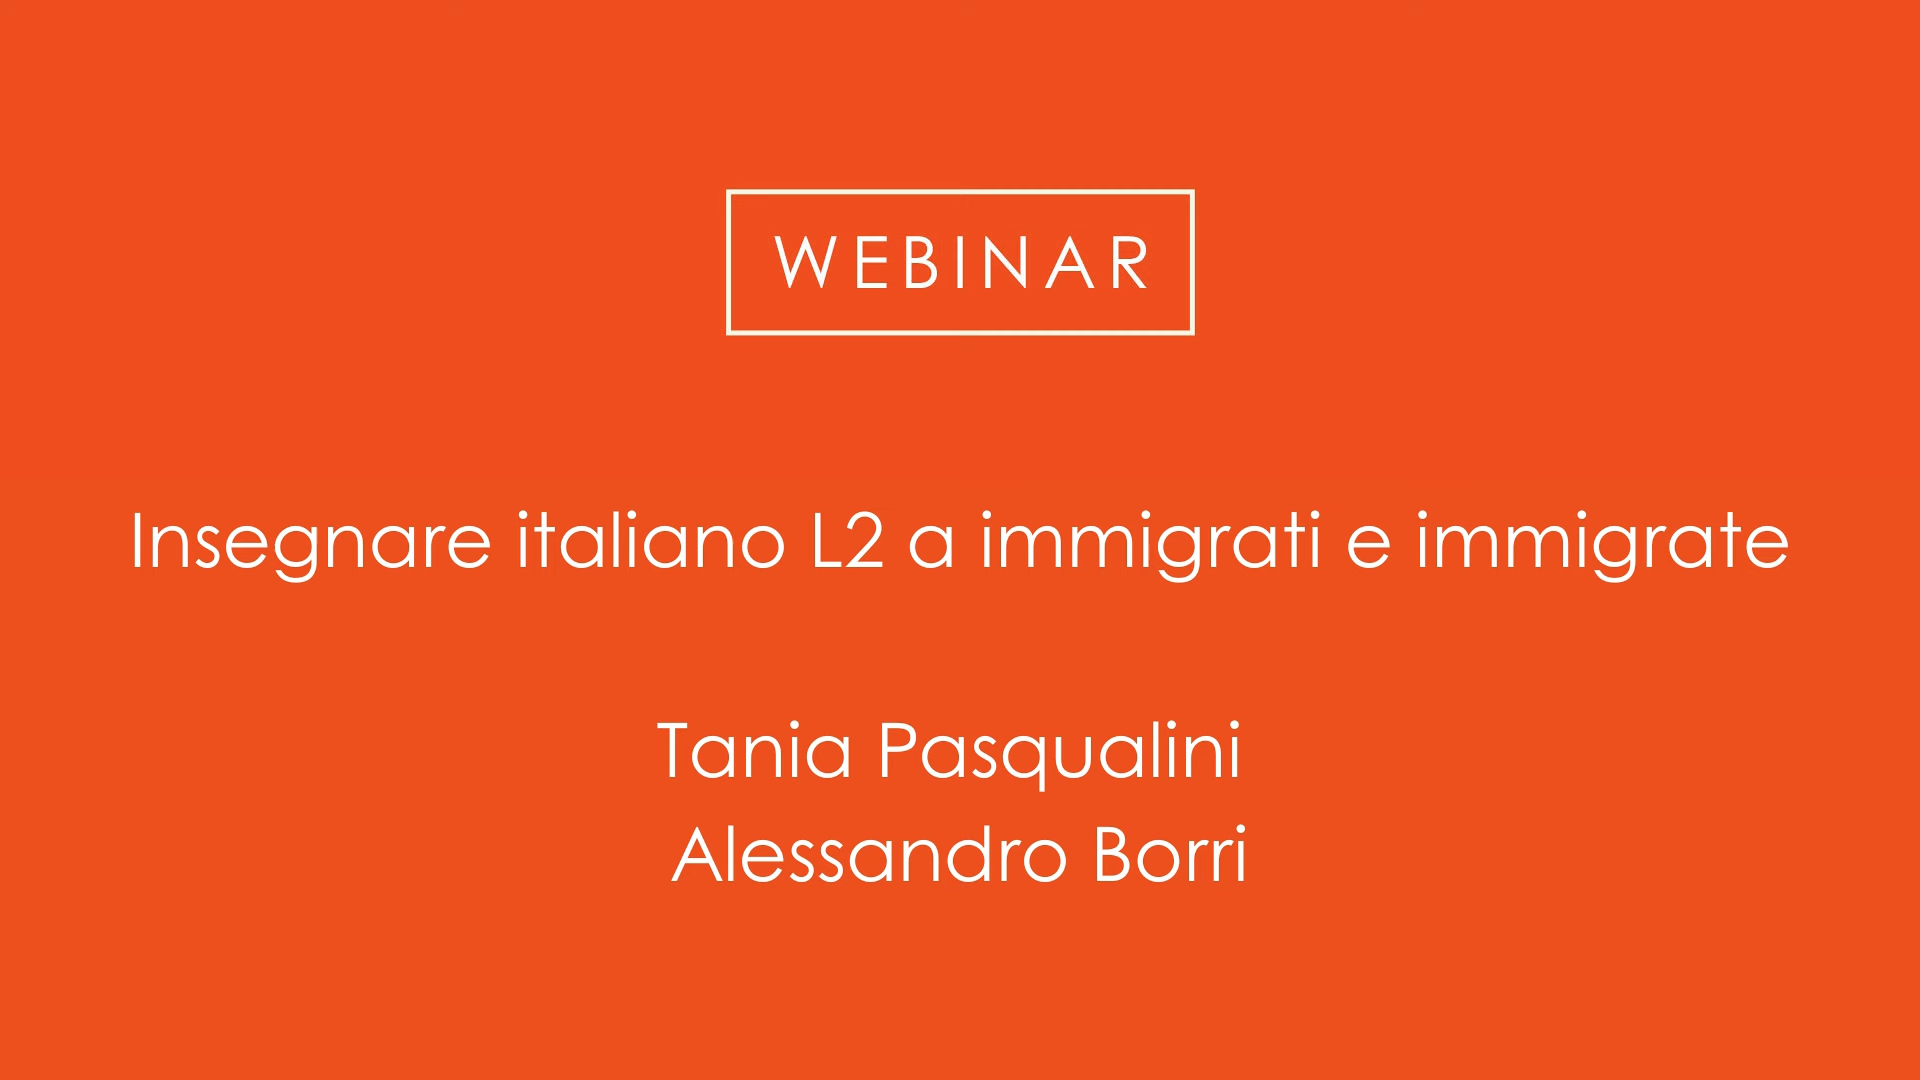 WEBINAR
Insegnare italiano L2 a immigrati e immigrate
Tania Pasqualini
Alessandro Borri